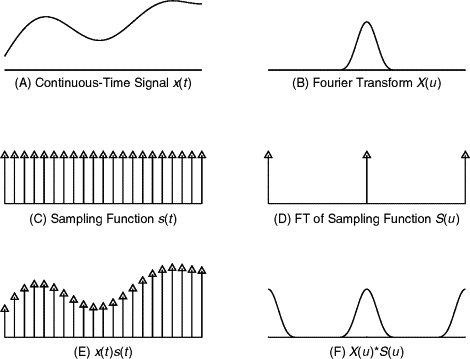 (A) Continuous-Time Signal x(t)
(B) Fourier Transform X(u)
(C) Sampling Function s(t)
(D) FT of Sampling Function S(u)
(E) x(t)s(t)
(F) X(u)*S(u)